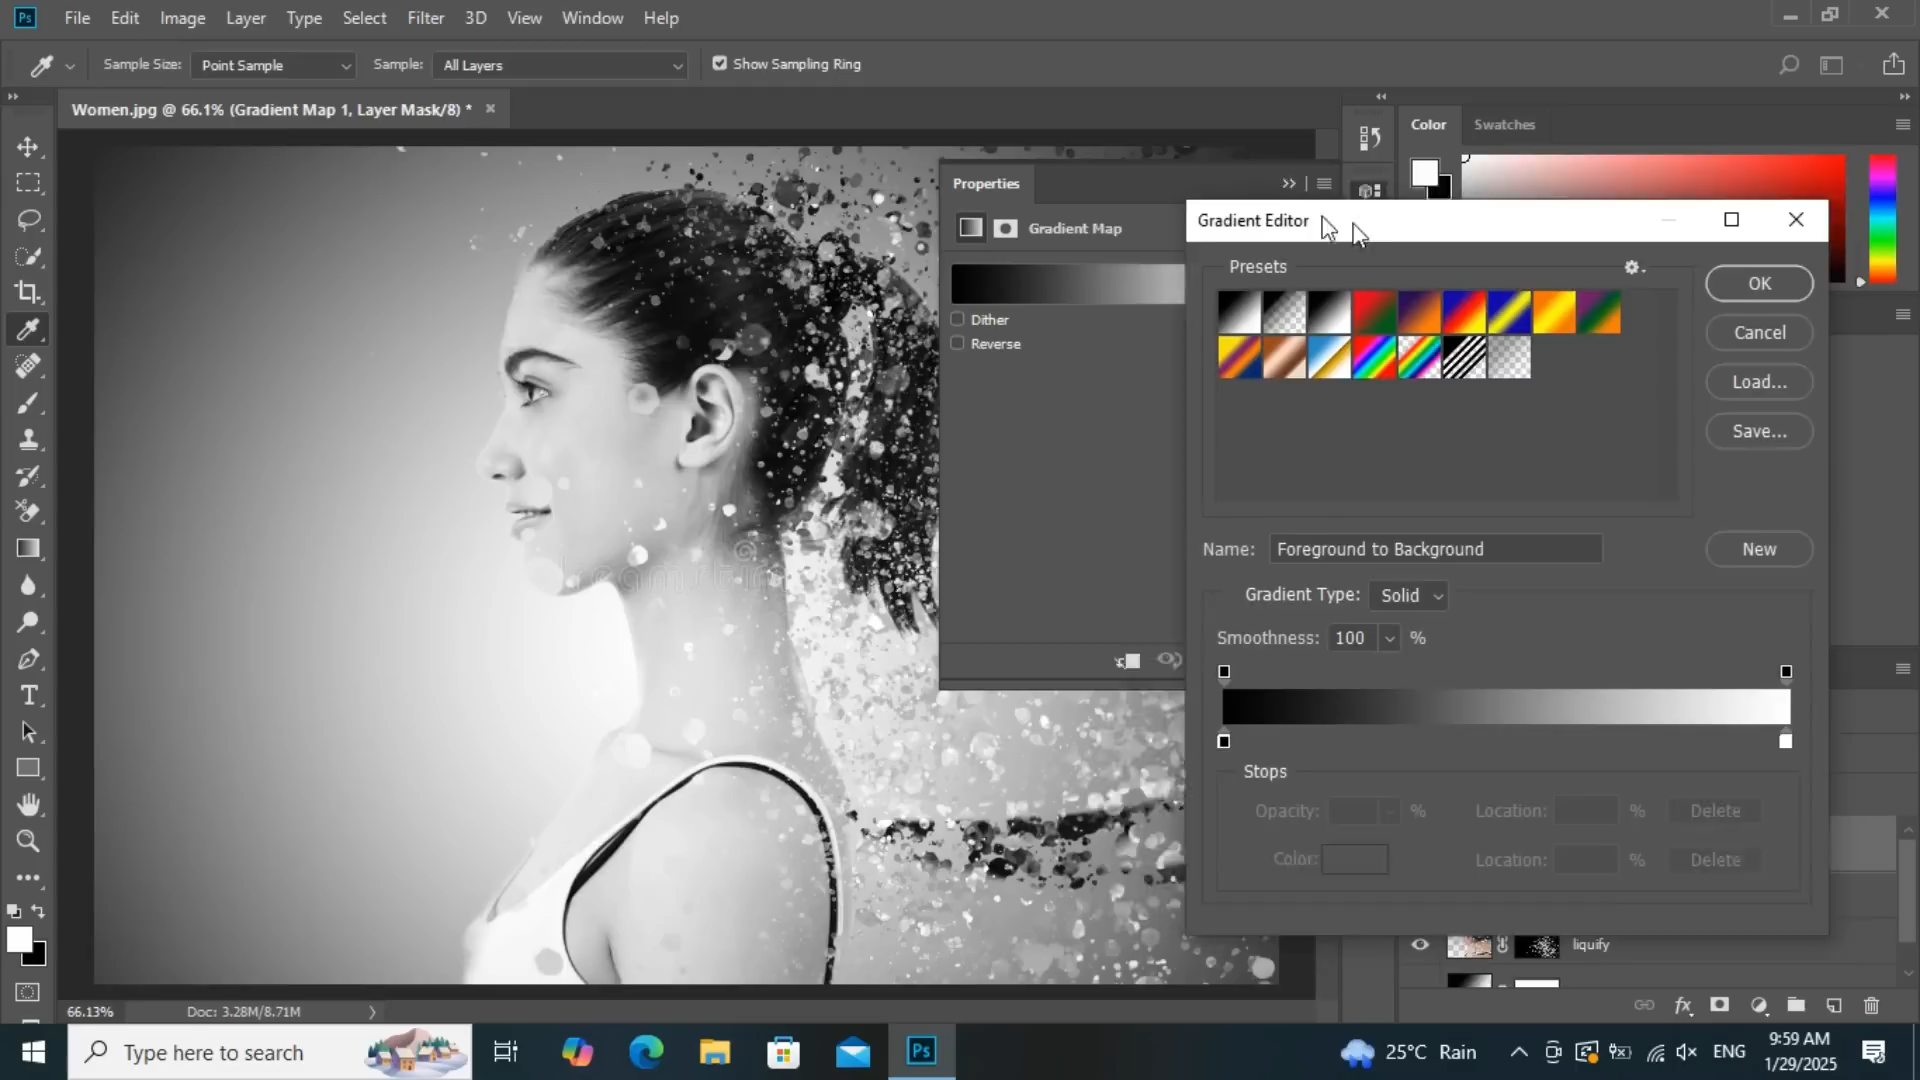 Ps File Edit Image Layer Type Select Filter 3D View Window Help
Sample Size: Point Sample Sample: All Layers Show Sampling Ring
Women.jpg @ 66.1% (Gradient Map 1, Layer Mask/8) *
Color Swatches
Properties
Gradient Map
Dither
Reverse
Gradient Editor
Presets
OK
Cancel
Load...
Save...
Name: Foreground to Background New
Gradient Type: Solid
Smoothness: 100 %
Stops
Opacity: % Location: % Delete
Color: Location: % Delete
liquify
T
fx
66.13% Doc: 3.28M/8.71M
Type here to search
Ps
25°C Rain
ENG
9:59 AM
1/29/2025